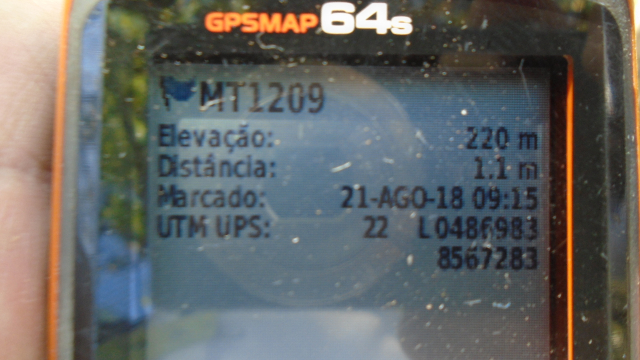 GPSMAP 64s
MT1209
Elevação: 220 m
Distância: 1.1 m
Marcado: 21-AGO-18 09:15
UTM UPS: 22 L 0486983
8567283